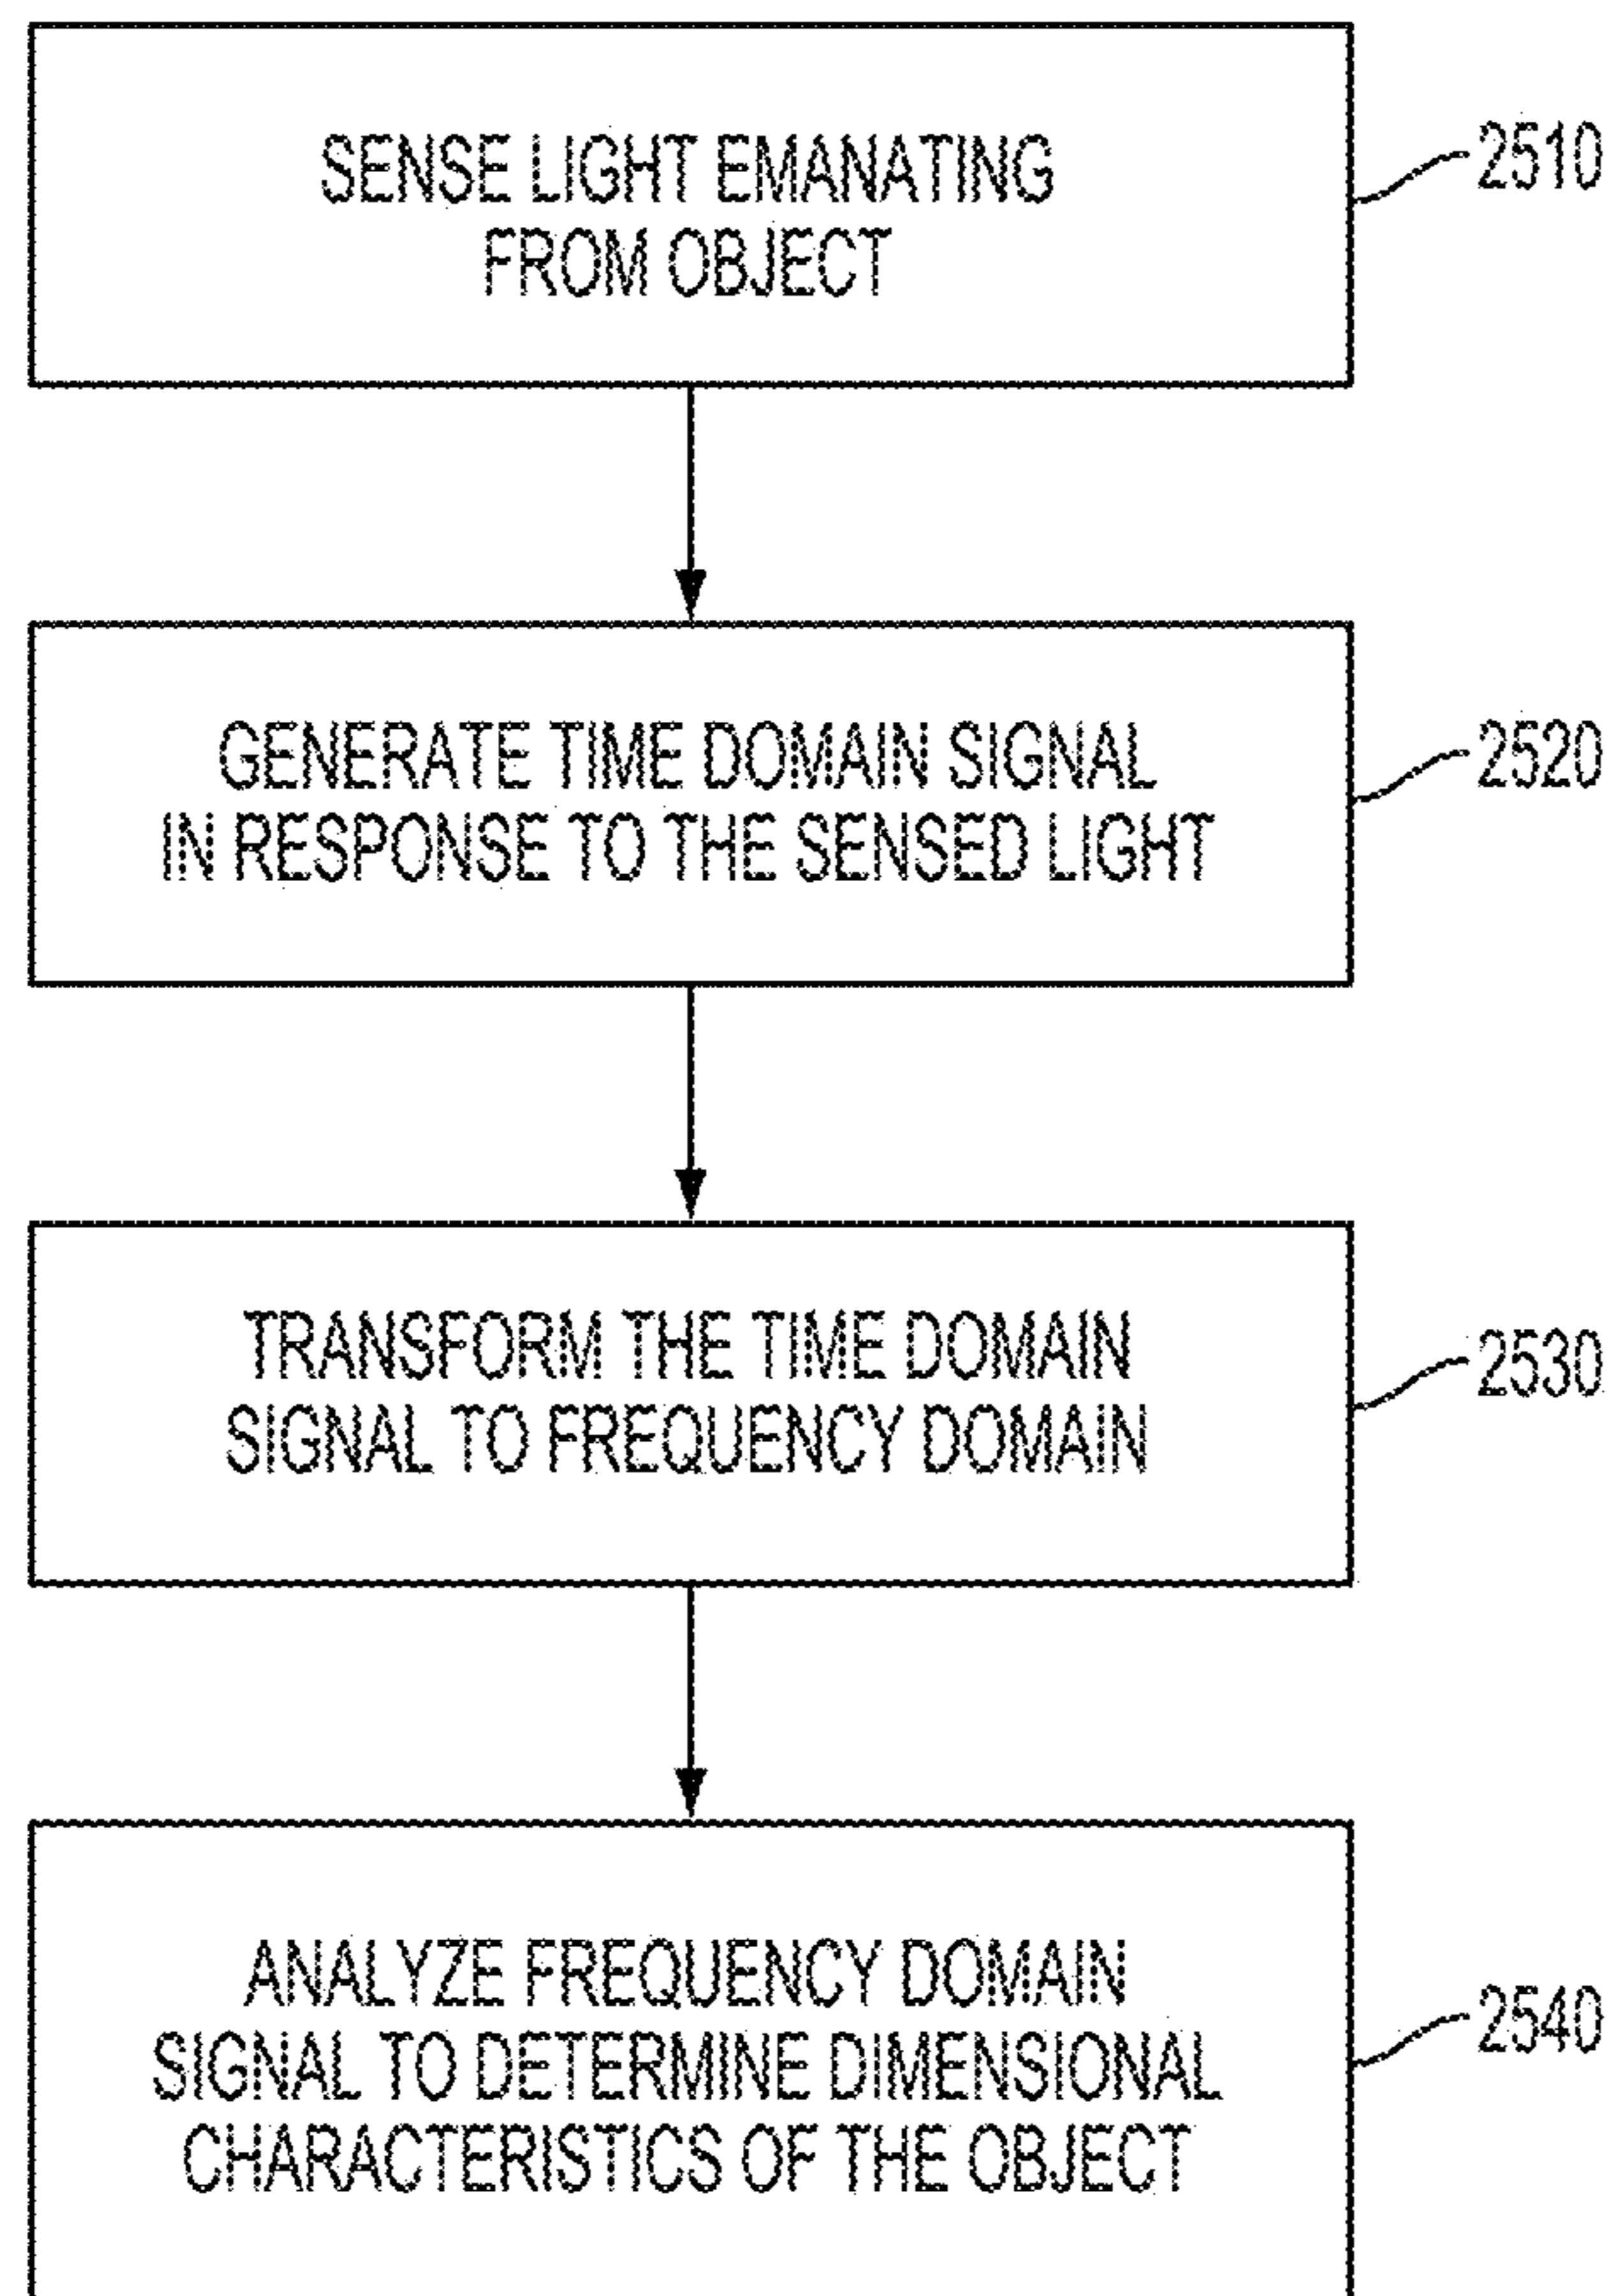 SENSE LIGHT EMANATING
FROM OBJECT
2510
GENERATE TIME DOMAIN SIGNAL
IN RESPONSE TO THE SENSED LIGHT
2520
TRANSFORM THE TIME DOMAIN
SIGNAL TO FREQUENCY DOMAIN
2530
ANALYZE FREQUENCY DOMAIN
SIGNAL TO DETERMINE DIMENSIONAL
CHARACTERISTICS OF THE OBJECT
2540